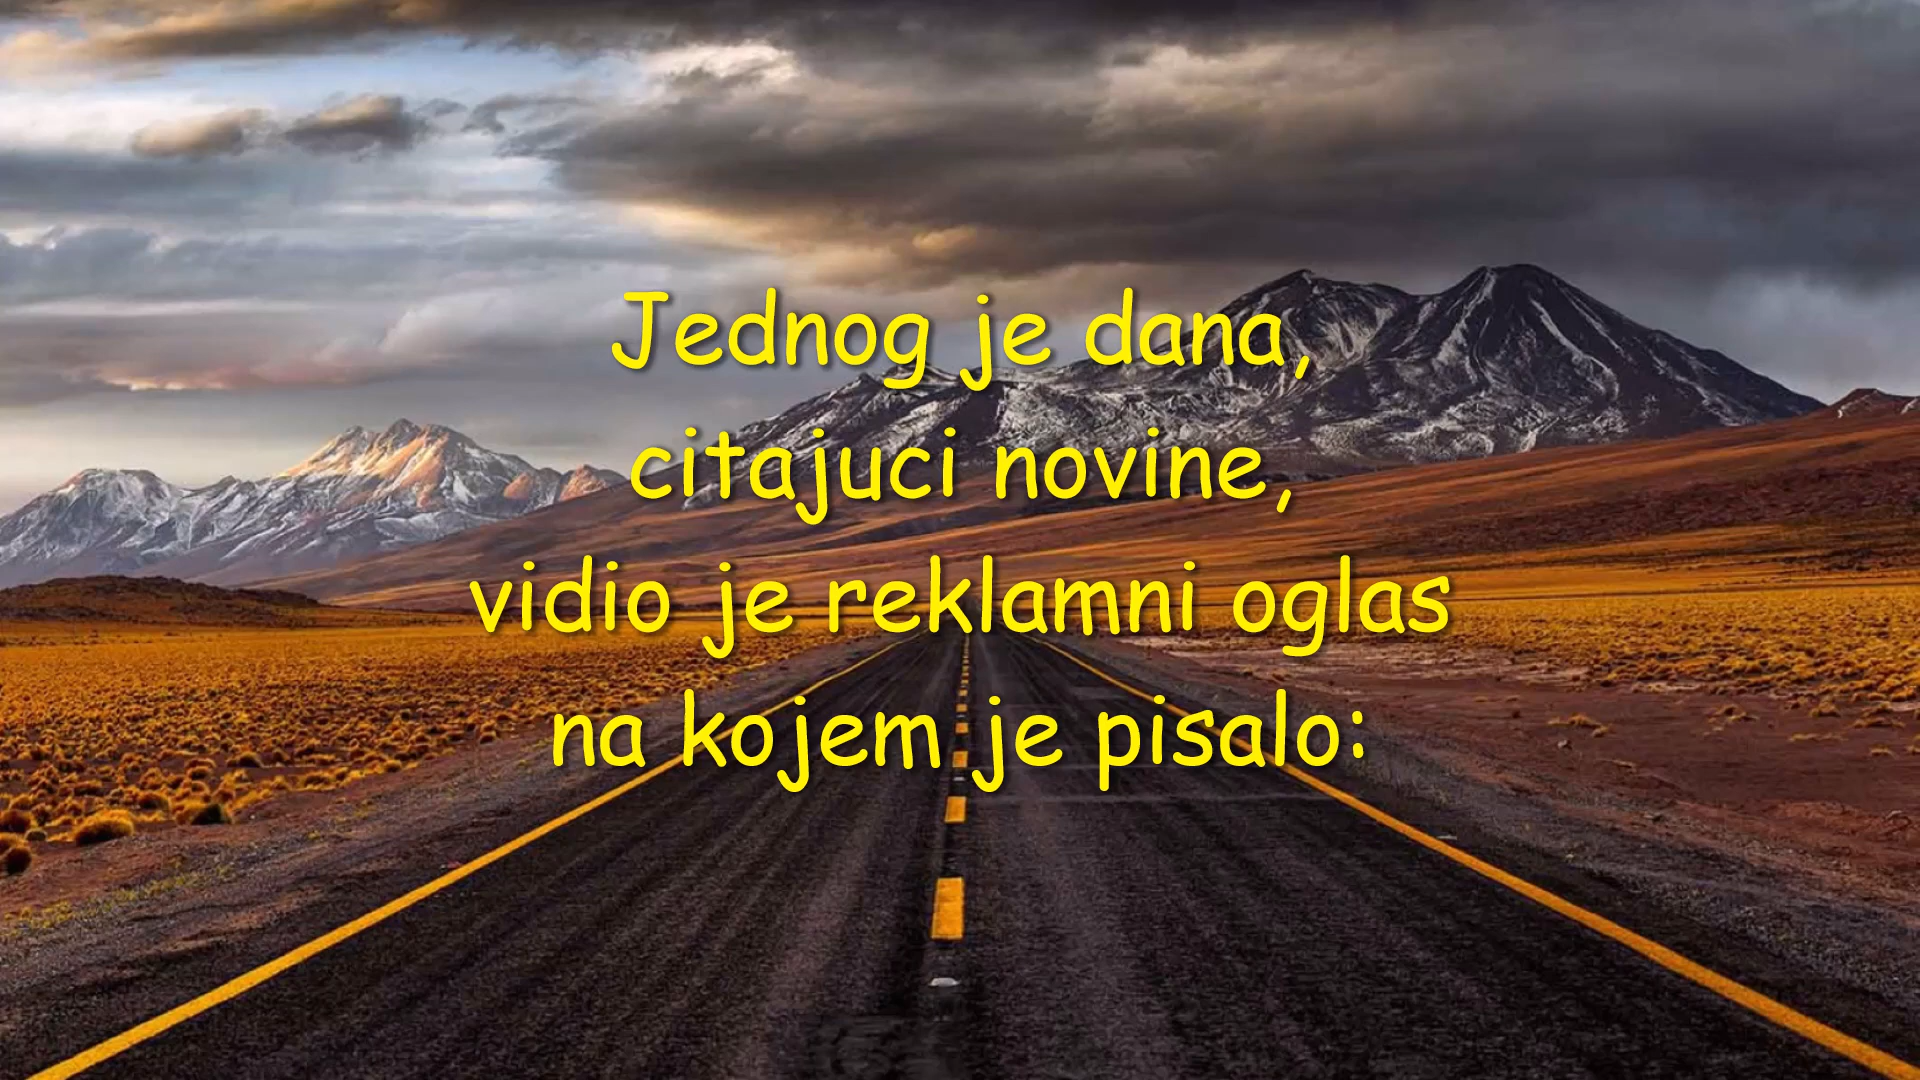 Jednog je dana,
citajuci novine,
vidio je reklamni oglas
na kojem je pisalo: